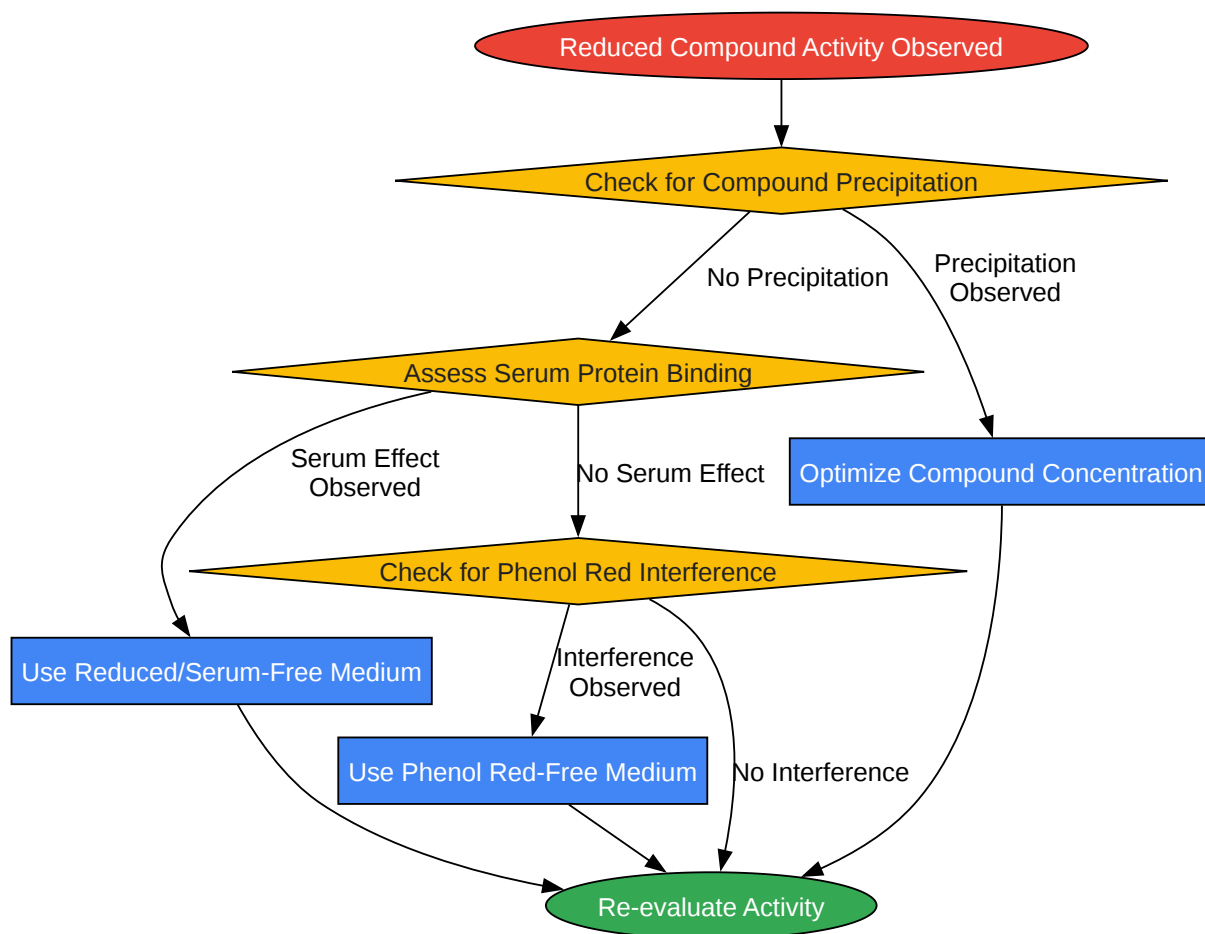 Reduced Compound Activity Observed
Check for Compound Precipitation
No Precipitation
Precipitation
Observed
Assess Serum Protein Binding
Serum Effect
Observed
No Serum Effect
Optimize Compound Concentration
Check for Phenol Red Interference
Use Reduced/Serum-Free Medium
Interference
Observed
Use Phenol Red-Free Medium
No Interference
Re-evaluate Activity